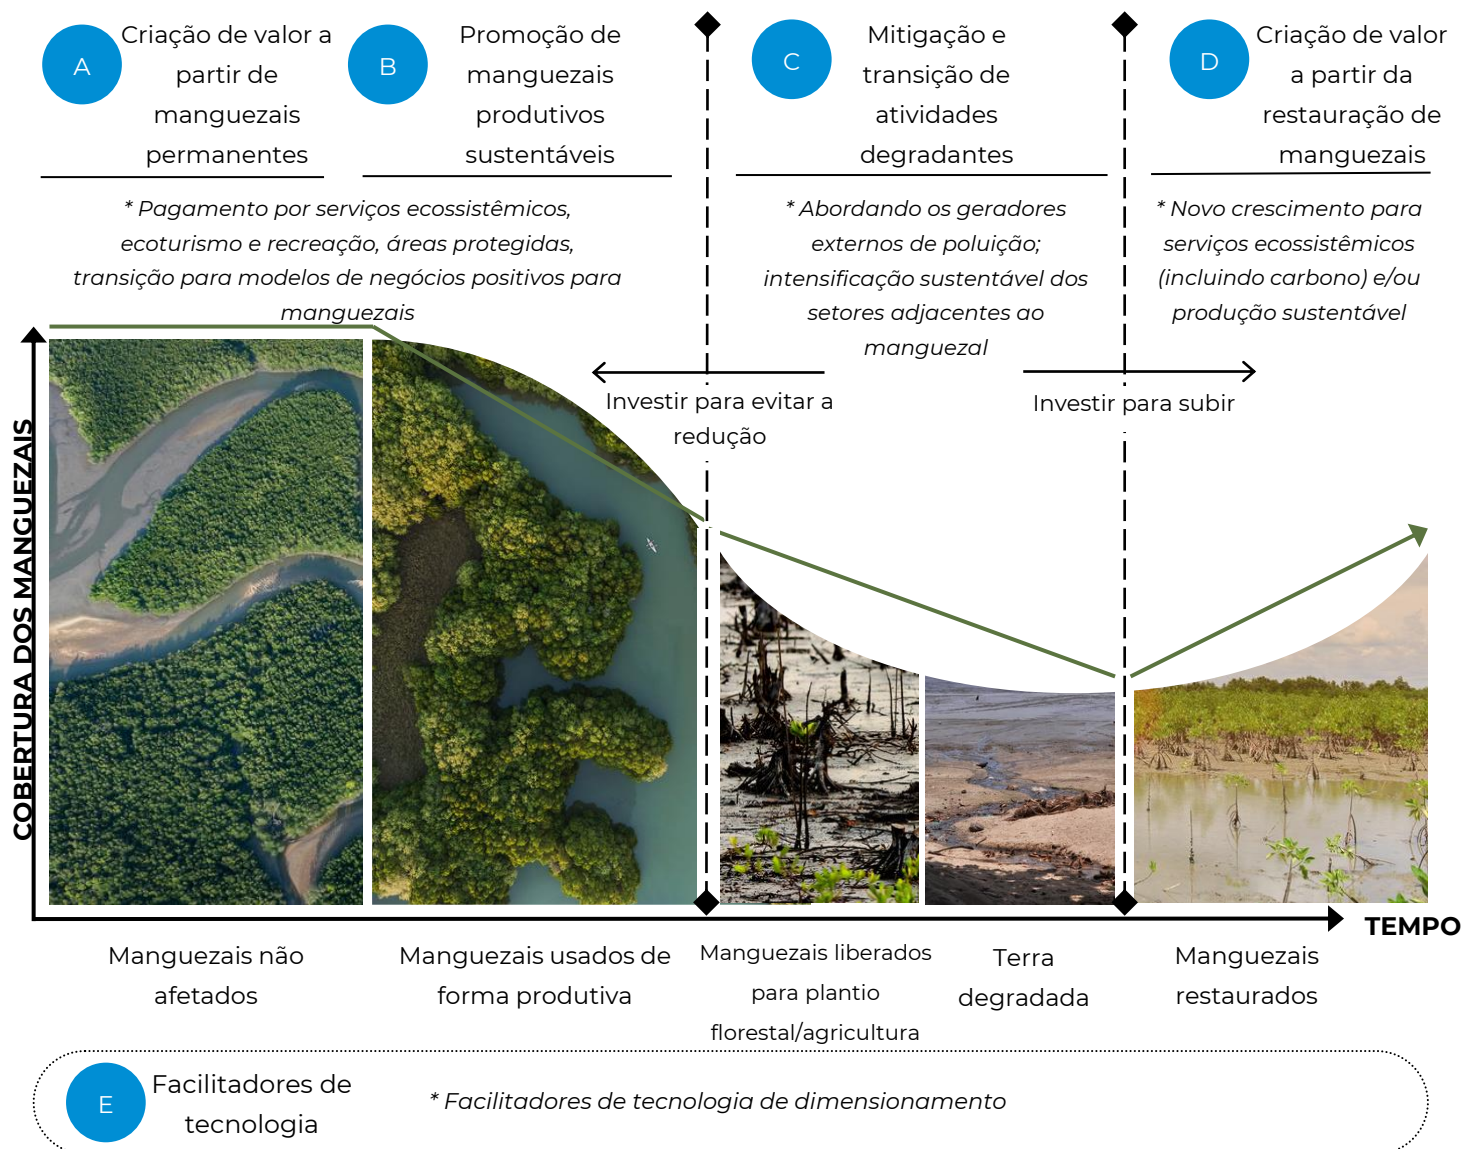 A
Criação de valor a
partir de
manguezais
permanentes
B
Promoção de
manguezais
produtivos
sustentáveis
C
Mitigação e
transição de
atividades
degradantes
D
Criação de valor
a partir da
restauração de
manguezais
* Pagamento por serviços ecossistêmicos,
ecoturismo e recreação, áreas protegidas,
transição para modelos de negócios positivos para
manguezais
* Abordando os geradores
externos de poluição;
intensificação sustentável dos
setores adjacentes ao
manguezal
* Novo crescimento para
serviços ecossistêmicos
(incluindo carbono) e/ou
produção sustentável
Investir para evitar a
redução
Investir para subir
COBERTURA DOS MANGUEZAIS
TEMPO
Manguezais não
afetados
Manguezais usados de
forma produtiva
Manguezais liberados
para plantio
florestal/agricultura
Terra
degradada
Manguezais
restaurados
E
Facilitadores de
tecnologia
* Facilitadores de tecnologia de dimensionamento